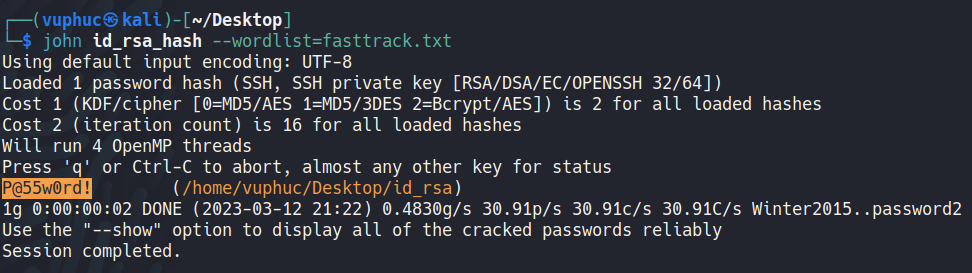 ┌──(vuphuc㉿kali)-[~/Desktop]
└─$ john id_rsa_hash --wordlist=fasttrack.txt
Using default input encoding: UTF-8
Loaded 1 password hash (SSH, SSH private key [RSA/DSA/EC/OPENSSH 32/64])
Cost 1 (KDF/cipher [0=MD5/AES 1=MD5/3DES 2=Bcrypt/AES]) is 2 for all loaded hashes
Cost 2 (iteration count) is 16 for all loaded hashes
Will run 4 OpenMP threads
Press 'q' or Ctrl-C to abort, almost any other key for status
P@55w0rd!        (/home/vuphuc/Desktop/id_rsa)
1g 0:00:00:02 DONE (2023-03-12 21:22) 0.4830g/s 30.91p/s 30.91c/s 30.91C/s Winter2015..password2
Use the "--show" option to display all of the cracked passwords reliably
Session completed.